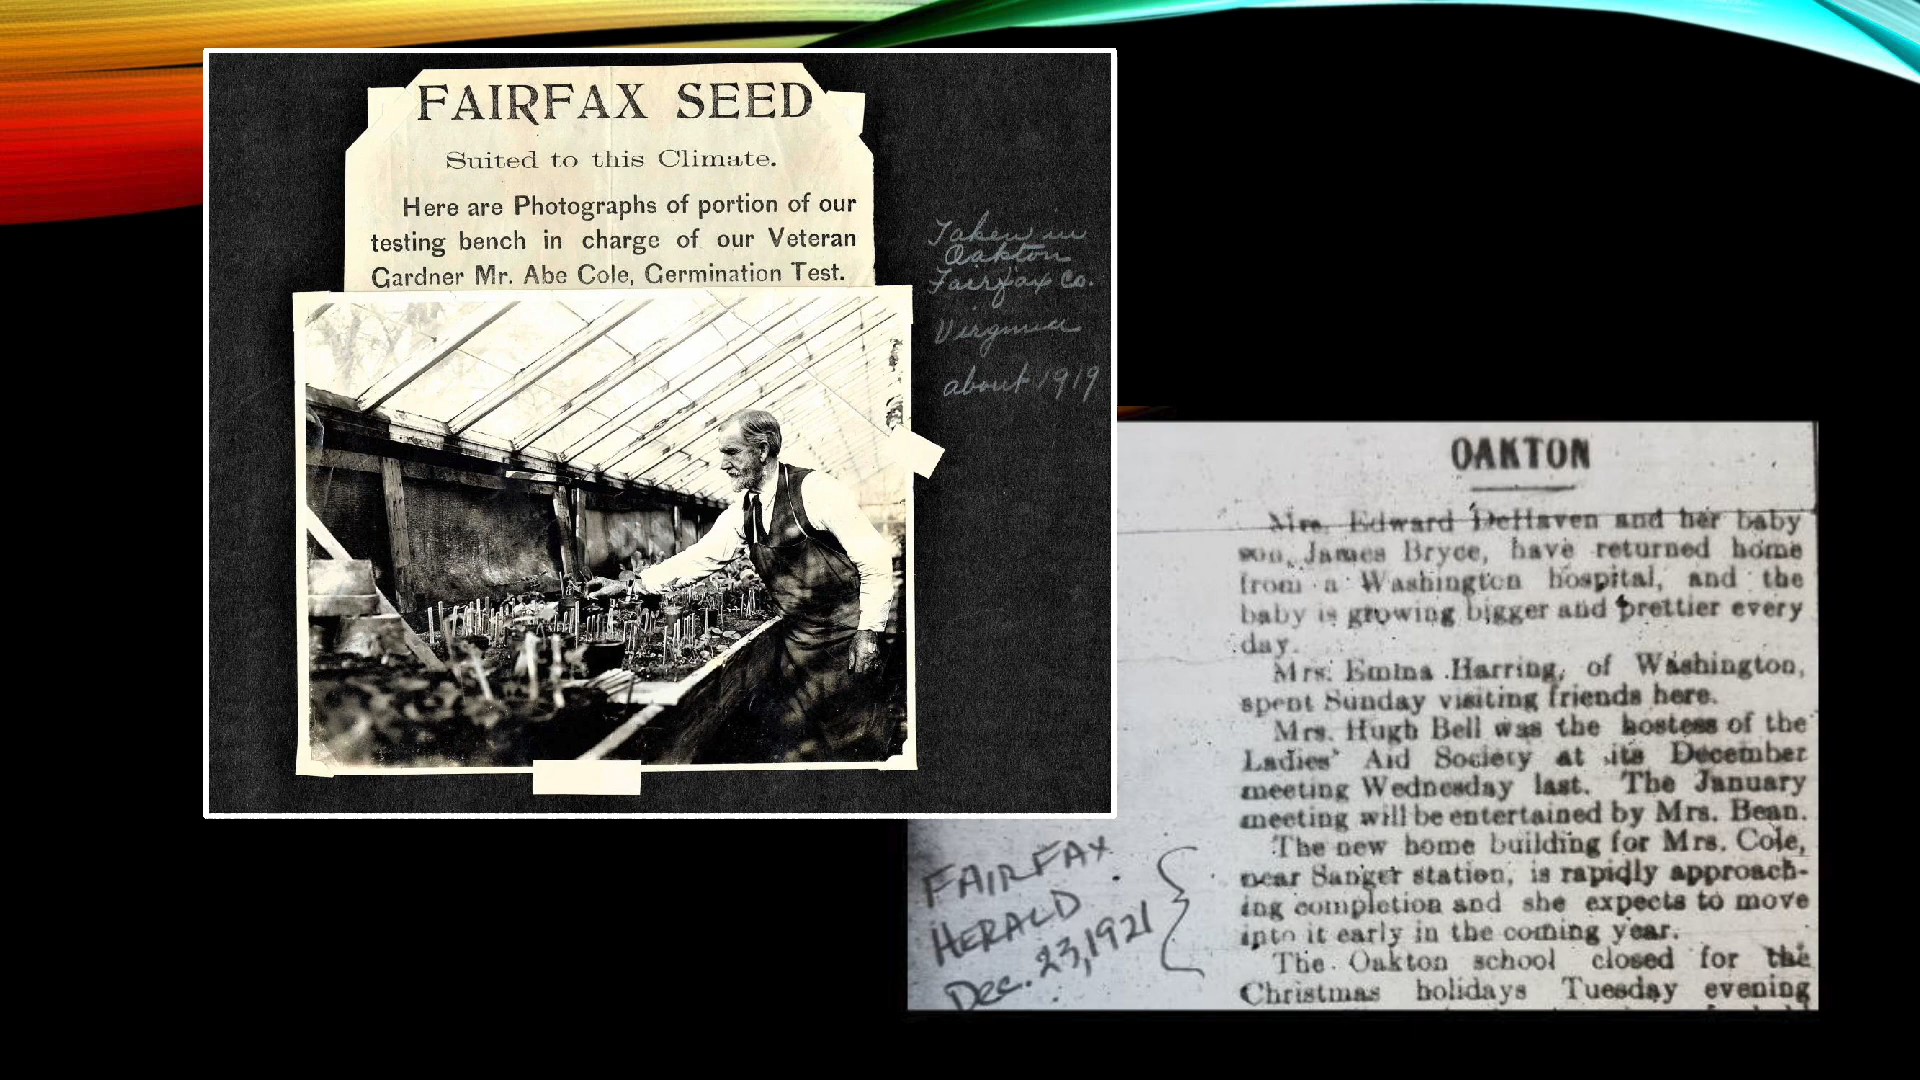 FAIRFAX SEED
Suited to this Climate.
Here are Photographs of portion of our
testing bench in charge of our Veteran
Gardner Mr. Abe Cole, Germination Test.
Taken in
Oakton
Fairfax Co.
Virginia
about 1919
OAKTON
Mrs. Edward DeHaven and her baby
son, James Bryce, have returned home
from a Washington hospital, and the
baby is growing bigger and prettier every
day.
Mrs. Emma Harring, of Washington,
spent Sunday visiting friends here.
Mrs. Hugh Bell was the hostess of the
Ladies' Aid Society at its December
meeting Wednesday last. The January
meeting will be entertained by Mrs. Bean.
The new home building for Mrs. Cole,
near Sanger station, is rapidly approach-
ing completion and she expects to move
into it early in the coming year.
The Oakton school closed for the
Christmas holidays Tuesday evening
FAIRFAX
HERALD
Dec. 23, 1921